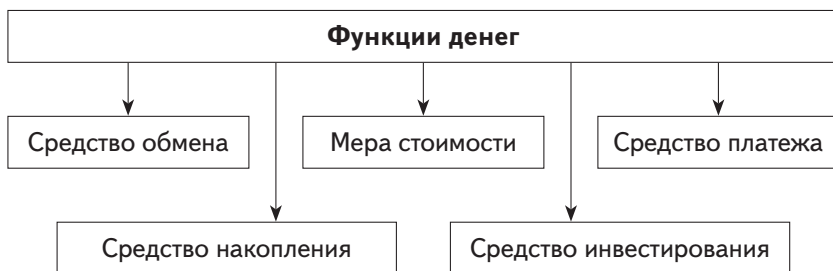 Функции денег
Средство обмена
Мера стоимости
Средство платежа
Средство накопления
Средство инвестирования